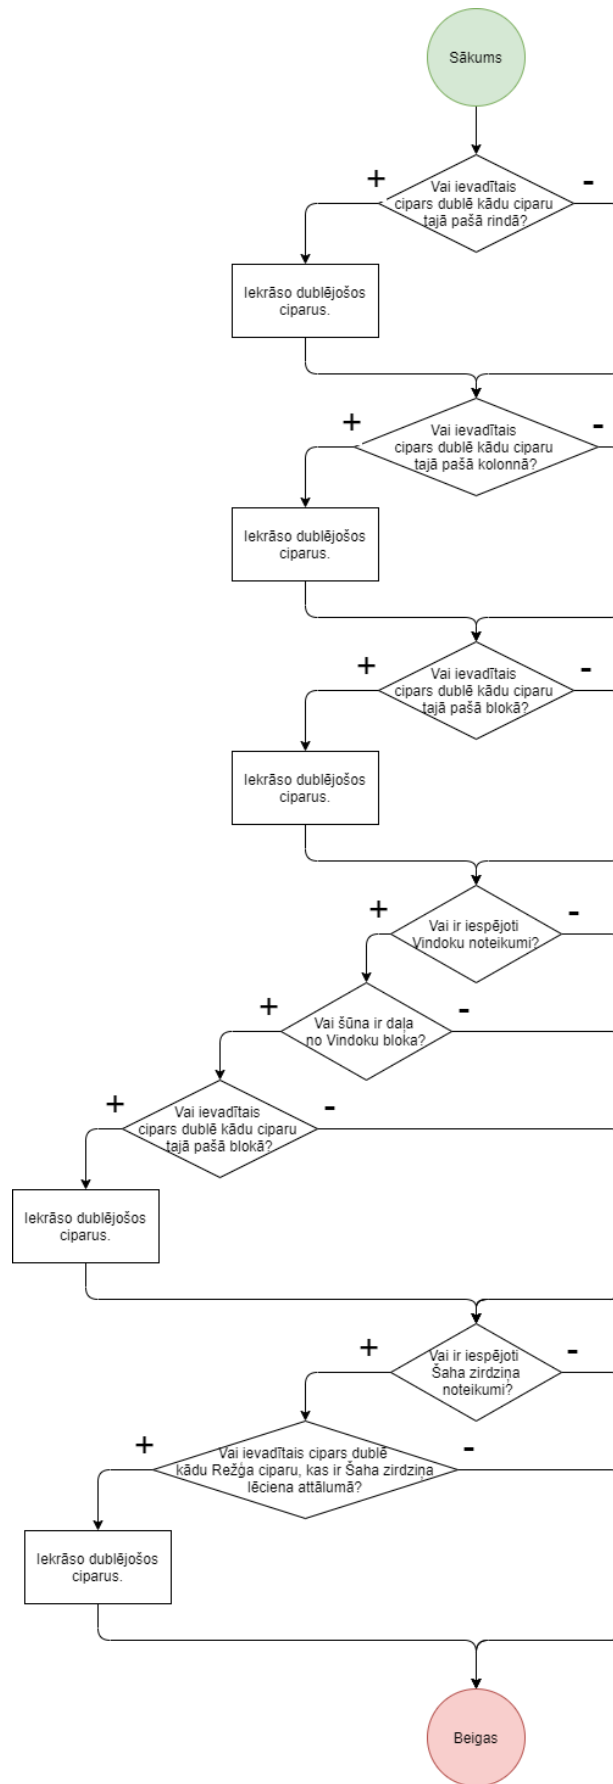 Sākums
+
-
Vai ievadītais
cipars dublē kādu ciparu
tajā pašā rindā?
Iekrāso dublējošos
ciparus.
+
-
Vai ievadītais
cipars dublē kādu ciparu
tajā pašā kolonnā?
Iekrāso dublējošos
ciparus.
+
-
Vai ievadītais
cipars dublē kādu ciparu
tajā pašā blokā?
Iekrāso dublējošos
ciparus.
+
-
Vai ir iespējoti
Vindoku noteikumi?
+
-
Vai šūna ir daļa
no Vindoku bloka?
+
-
Vai ievadītais
cipars dublē kādu ciparu
tajā pašā blokā?
Iekrāso dublējošos
ciparus.
+
-
Vai ir iespējoti
Šaha zirdziņa
noteikumi?
+
-
Vai ievadītais cipars dublē
kādu Režģa ciparu, kas ir Šaha zirdziņa
lēciena attālumā?
Iekrāso dublējošos
ciparus.
Beigas